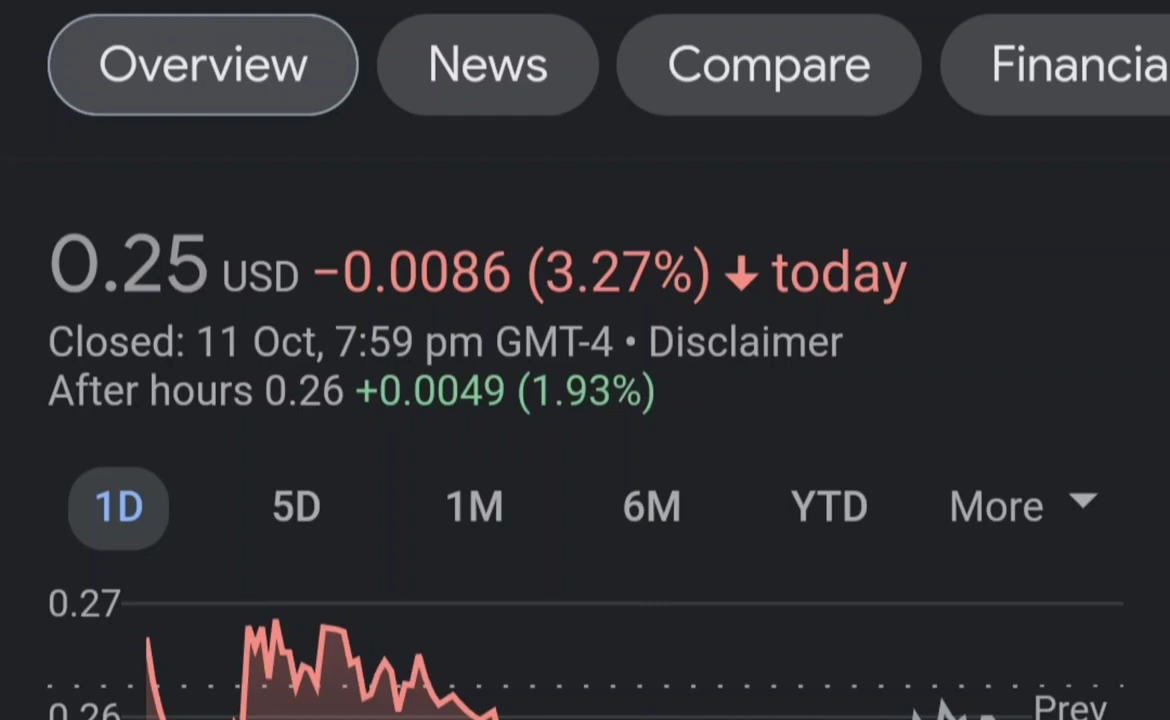 Overview News Compare Financia
0.25 USD −0.0086 (3.27%) ↓ today
Closed: 11 Oct, 7:59 pm GMT-4 • Disclaimer
After hours 0.26 +0.0049 (1.93%)
1D 5D 1M 6M YTD More
0.27
0.26 Prev